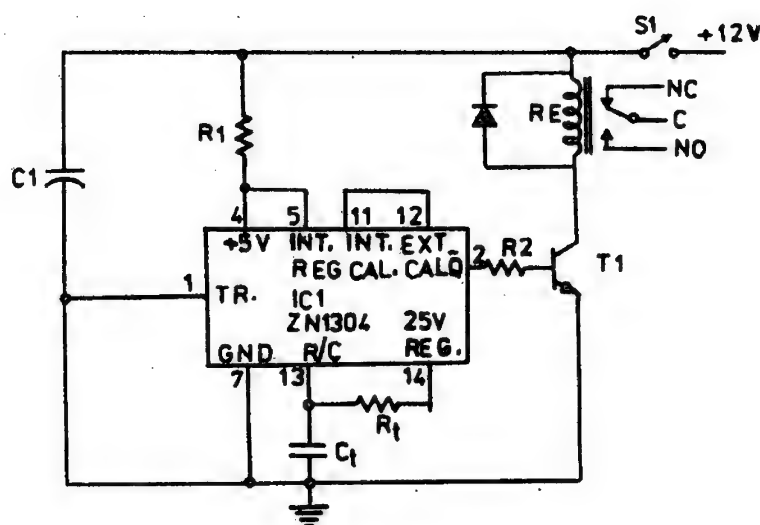 S1
+12V
NC
RE
C
NO
R1
C1
4 5 11 12
+5V INT. INT. EXT
REG CAL. CALQ̄
2 R2
T1
1
TR.
IC1
ZN1304 25V
GND R/C REG.
7 13 14
Rt
Ct